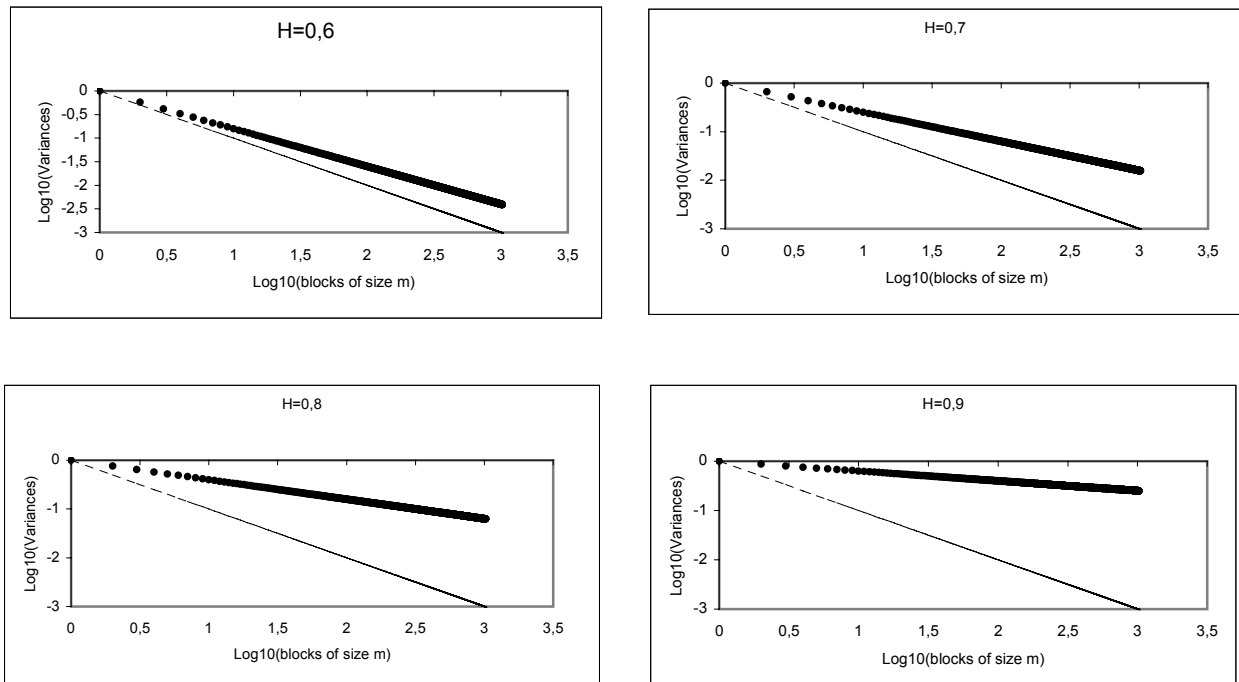 H=0,6
Log10(Variances)
0
-0,5
-1
-1,5
-2
-2,5
-3
0 0,5 1 1,5 2 2,5 3 3,5
Log10(blocks of size m)
H=0,7
Log10(Variances)
0
-1
-2
-3
0 0,5 1 1,5 2 2,5 3 3,5
Log10(blocks of size m)
H=0,8
Log10(Variances)
0
-1
-2
-3
0 0,5 1 1,5 2 2,5 3 3,5
Log10(blocks of size m)
H=0,9
Log10(Variances)
0
-1
-2
-3
0 0,5 1 1,5 2 2,5 3 3,5
Log10(blocks of size m)